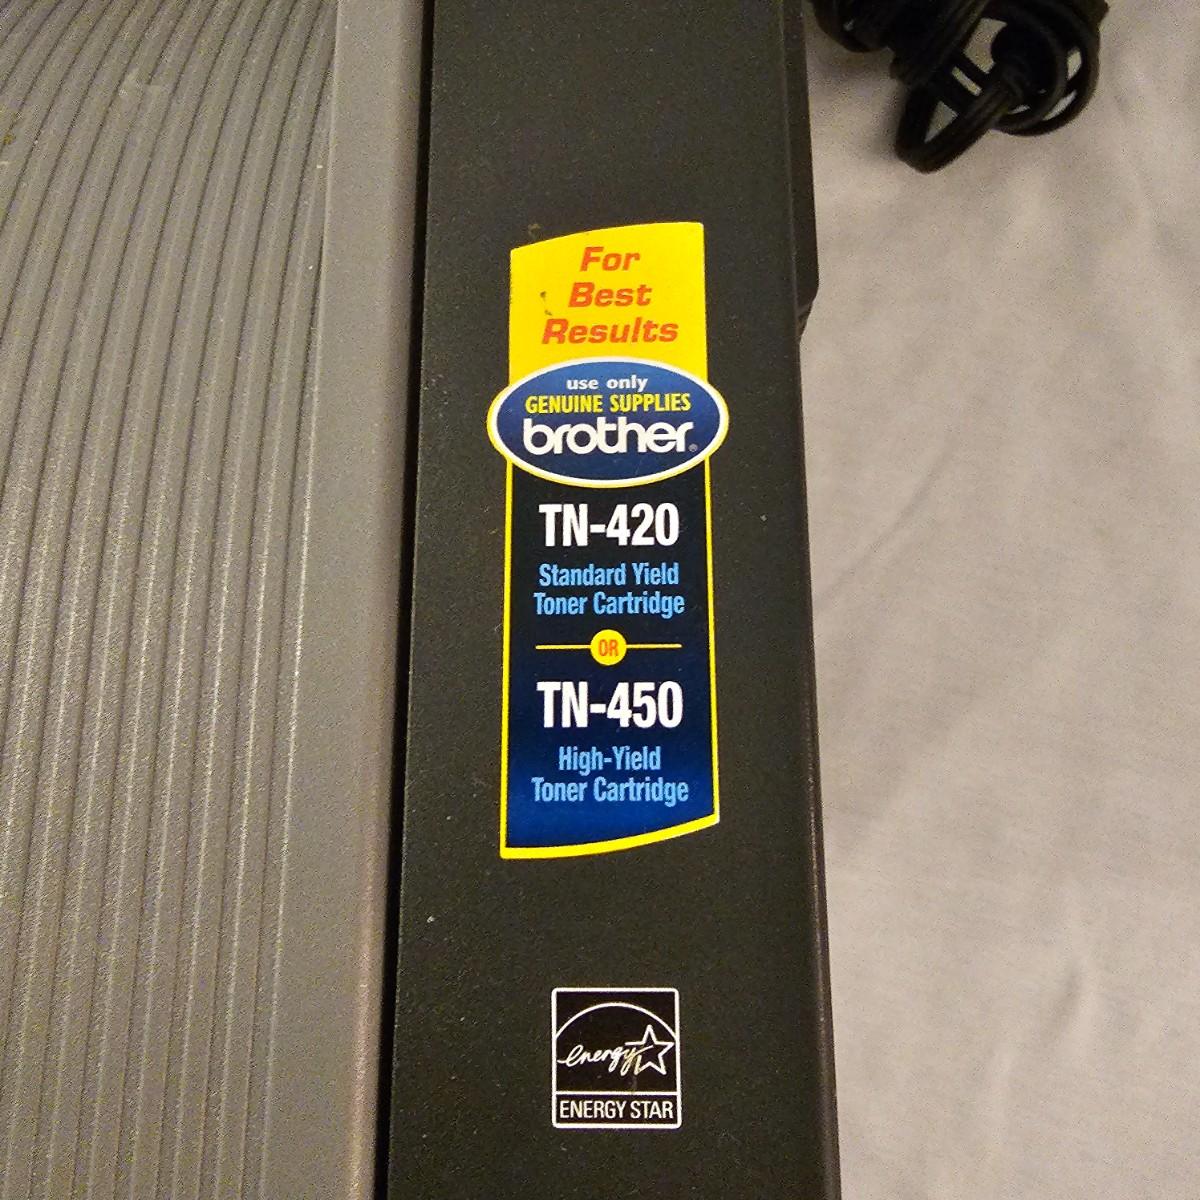 For
Best
Results
use only
GENUINE SUPPLIES
brother®
TN-420
Standard Yield
Toner Cartridge
OR
TN-450
High-Yield
Toner Cartridge
energy
ENERGY STAR